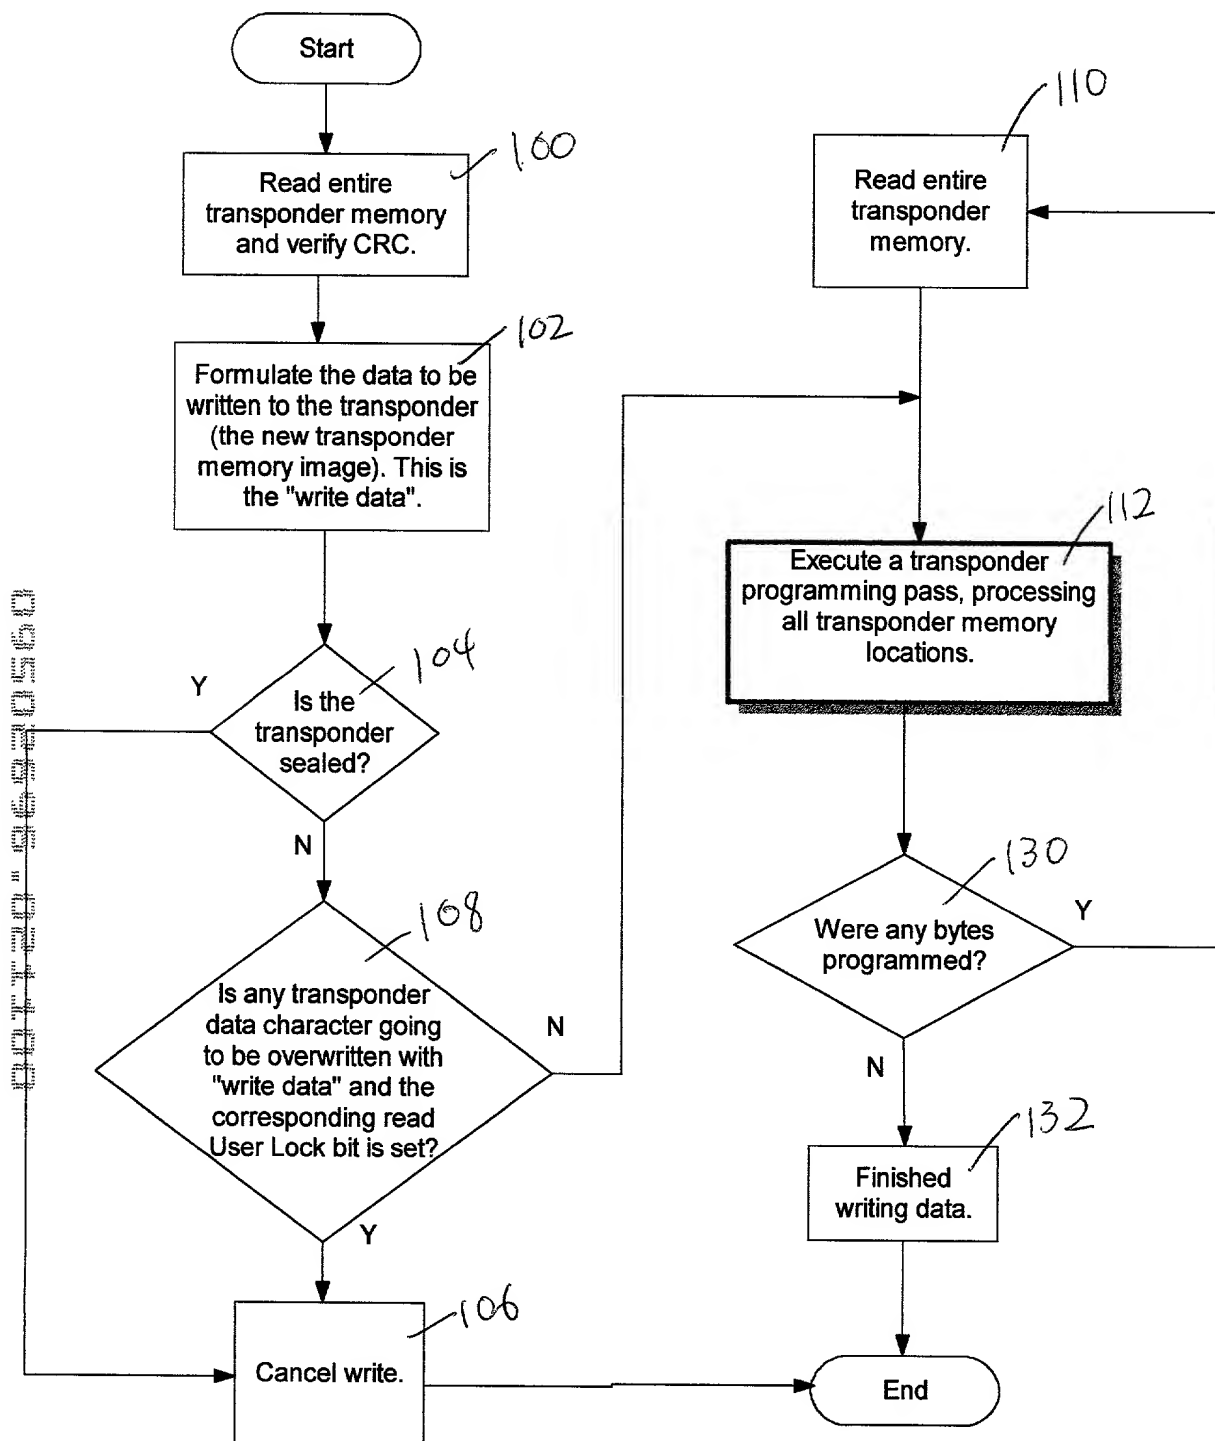 Start
100
Read entire
transponder memory
and verify CRC.
102
Formulate the data to be
written to the transponder
(the new transponder
memory image). This is
the "write data".
104
Y
Is the
transponder
sealed?
N
108
Is any transponder
data character going
to be overwritten with
"write data" and the
corresponding read
User Lock bit is set?
N
Y
106
Cancel write.
110
Read entire
transponder
memory.
112
Execute a transponder
programming pass, processing
all transponder memory
locations.
130
Were any bytes
programmed?
Y
N
132
Finished
writing data.
End